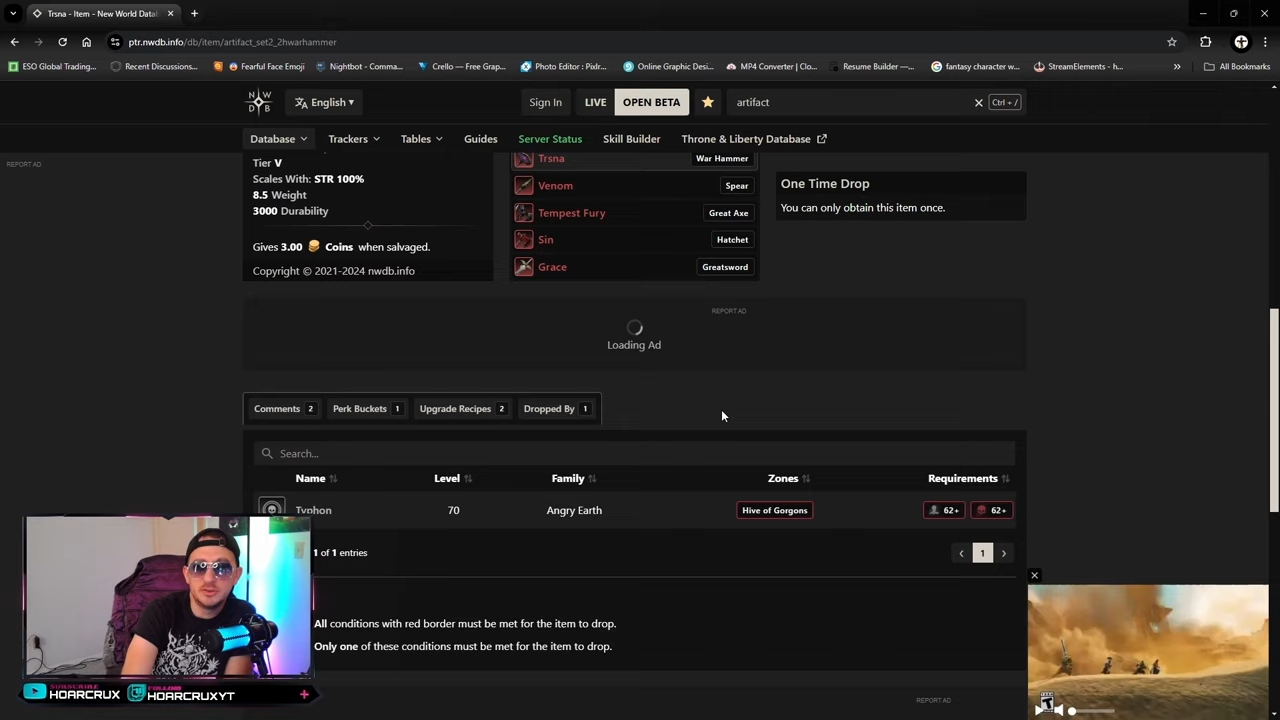 Trsna - Item - New World Datab
ptr.nwdb.info/db/item/artifact_set2_2hwarhammer
ESO Global Trading...
Recent Discussions...
Fearful Face Emoji
Nightbot - Comma...
Crello — Free Grap...
Photo Editor : Pixlr...
Online Graphic Desi...
MP4 Converter | Clo...
Resume Builder —...
fantasy character w...
StreamElements - h...
»
All Bookmarks
NW
DB
English ▾
Sign In
LIVE
OPEN BETA
artifact
Ctrl + /
Database
Trackers
Tables
Guides
Server Status
Skill Builder
Throne & Liberty Database
REPORT AD
Tier V
Scales With: STR 100%
8.5 Weight
3000 Durability
Gives 3.00 Coins when salvaged.
Copyright © 2021-2024 nwdb.info
Trsna War Hammer
Venom Spear
Tempest Fury Great Axe
Sin Hatchet
Grace Greatsword
One Time Drop
You can only obtain this item once.
REPORT AD
Loading Ad
Comments 2
Perk Buckets 1
Upgrade Recipes 2
Dropped By 1
Search...
Name Level Family Zones Requirements
Typhon 70 Angry Earth Hive of Gorgons 62+ 62+
1 of 1 entries
1
All conditions with red border must be met for the item to drop.
Only one of these conditions must be met for the item to drop.
SUBSCRIBE
HOARCRUX
FOLLOW
HOARCRUXYT
REPORT AD